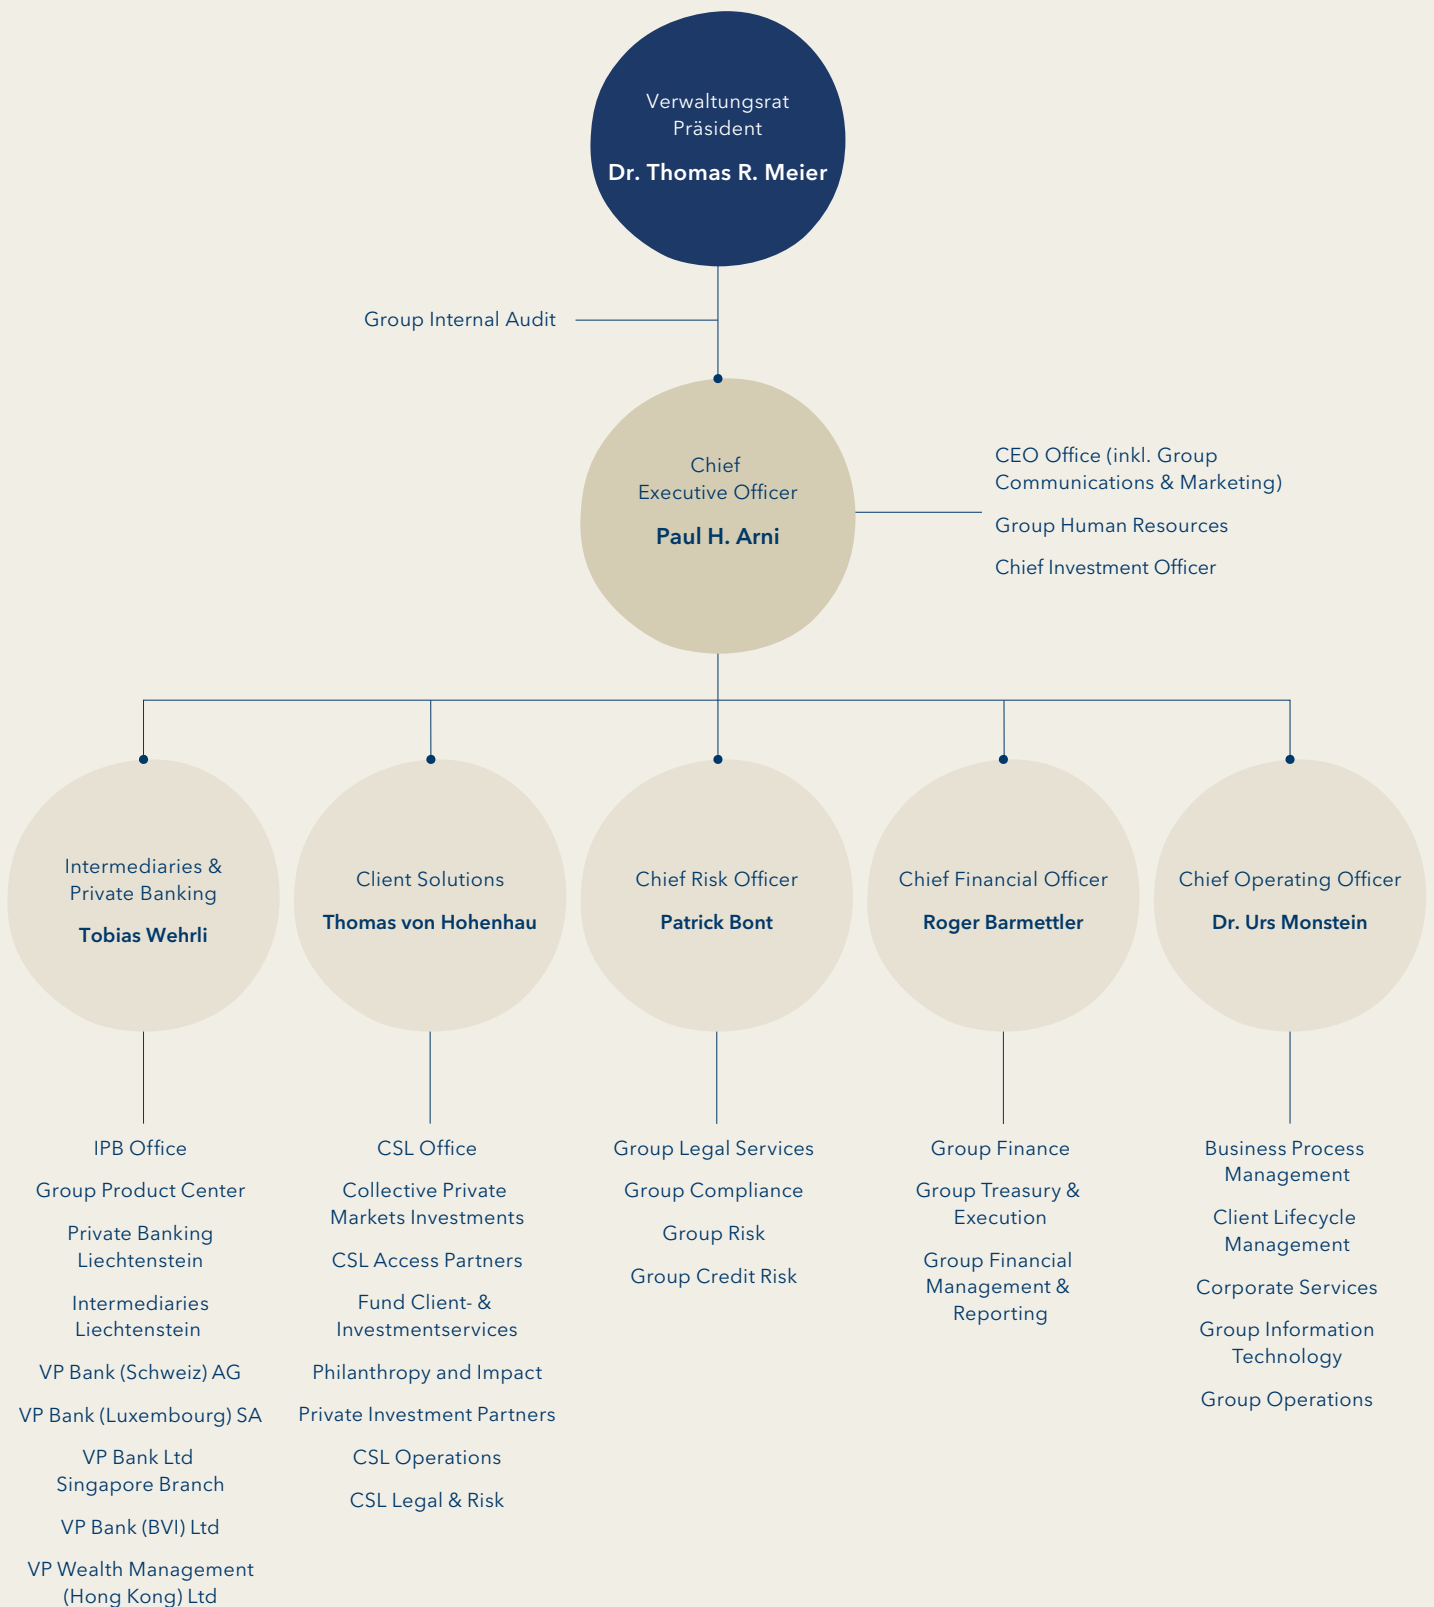 Verwaltungsrat
Präsident
Dr. Thomas R. Meier
Group Internal Audit
Chief
Executive Officer
Paul H. Arni
CEO Office (inkl. Group
Communications & Marketing)
Group Human Resources
Chief Investment Officer
Intermediaries &
Private Banking
Tobias Wehrli
Client Solutions
Thomas von Hohenhau
Chief Risk Officer
Patrick Bont
Chief Financial Officer
Roger Barmettler
Chief Operating Officer
Dr. Urs Monstein
IPB Office
Group Product Center
Private Banking
Liechtenstein
Intermediaries
Liechtenstein
VP Bank (Schweiz) AG
VP Bank (Luxembourg) SA
VP Bank Ltd
Singapore Branch
VP Bank (BVI) Ltd
VP Wealth Management
(Hong Kong) Ltd
CSL Office
Collective Private
Markets Investments
CSL Access Partners
Fund Client- &
Investmentservices
Philanthropy and Impact
Private Investment Partners
CSL Operations
CSL Legal & Risk
Group Legal Services
Group Compliance
Group Risk
Group Credit Risk
Group Finance
Group Treasury &
Execution
Group Financial
Management &
Reporting
Business Process
Management
Client Lifecycle
Management
Corporate Services
Group Information
Technology
Group Operations